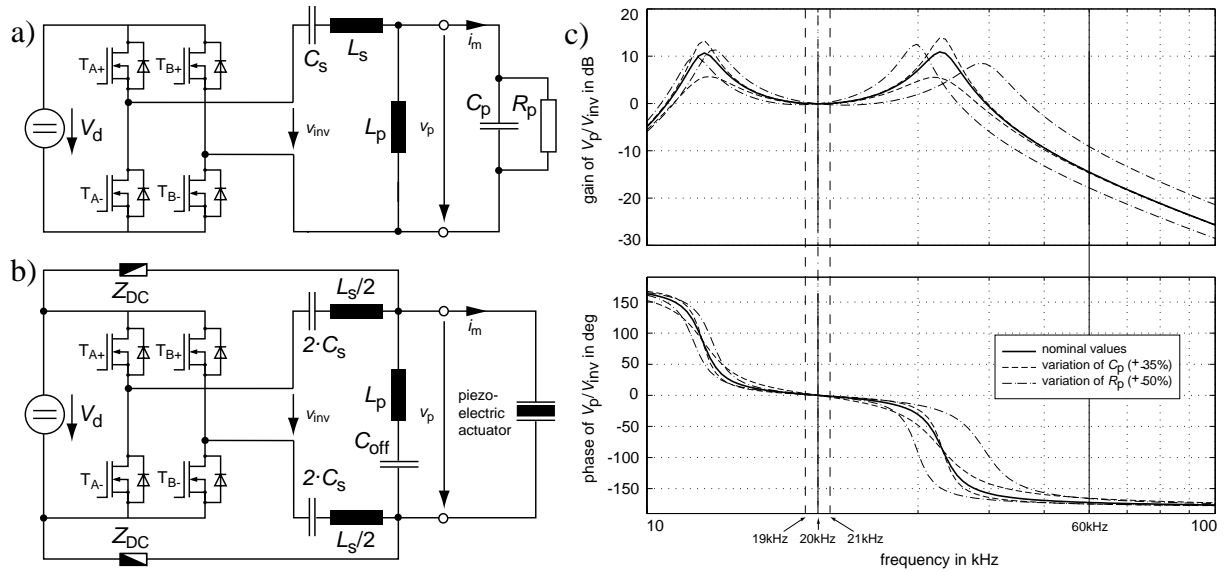 a)
T_A+
T_B+
V_d
T_A-
T_B-
v_inv
C_s
L_s
L_p
v_p
i_m
C_p
R_p
b)
Z_DC
T_A+
T_B+
V_d
T_A-
T_B-
Z_DC
v_inv
2·C_s
L_s/2
2·C_s
L_s/2
L_p
C_off
v_p
i_m
piezo-
electric
actuator
c)
gain of V_p/V_inv in dB
20
10
0
-10
-20
-30
phase of V_p/V_inv in deg
150
100
50
0
-50
-100
-150
nominal values
variation of C_p (+-35%)
variation of R_p (+-50%)
10
19kHz
20kHz
21kHz
60kHz
100
frequency in kHz